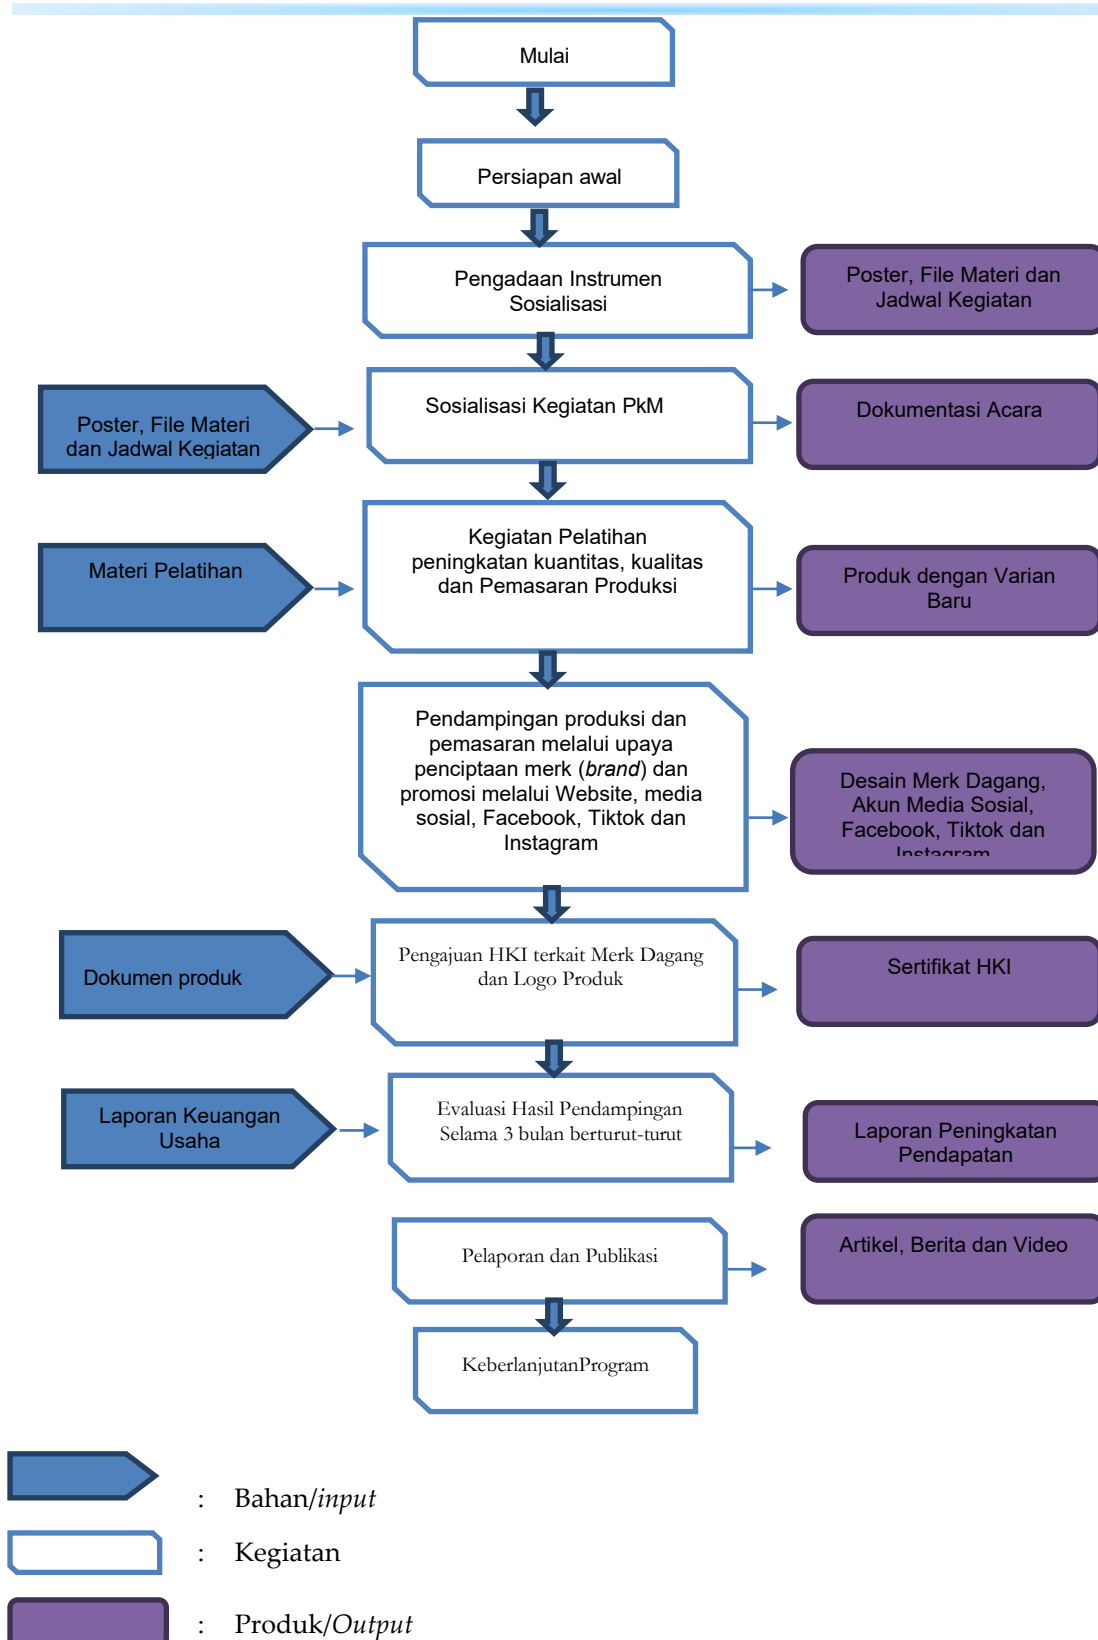 Mulai
Persiapan awal
Pengadaan Instrumen
Sosialisasi
Poster, File Materi dan
Jadwal Kegiatan
Poster, File Materi
dan Jadwal Kegiatan
Sosialisasi Kegiatan PkM
Dokumentasi Acara
Materi Pelatihan
Kegiatan Pelatihan
peningkatan kuantitas, kualitas
dan Pemasaran Produksi
Produk dengan Varian
Baru
Pendampingan produksi dan
pemasaran melalui upaya
penciptaan merk (brand) dan
promosi melalui Website, media
sosial, Facebook, Tiktok dan
Instagram
Desain Merk Dagang,
Akun Media Sosial,
Facebook, Tiktok dan
Instagram
Dokumen produk
Pengajuan HKI terkait Merk Dagang
dan Logo Produk
Sertifikat HKI
Laporan Keuangan
Usaha
Evaluasi Hasil Pendampingan
Selama 3 bulan berturut-turut
Laporan Peningkatan
Pendapatan
Pelaporan dan Publikasi
Artikel, Berita dan Video
KeberlanjutanProgram
: Bahan/input
: Kegiatan
: Produk/Output